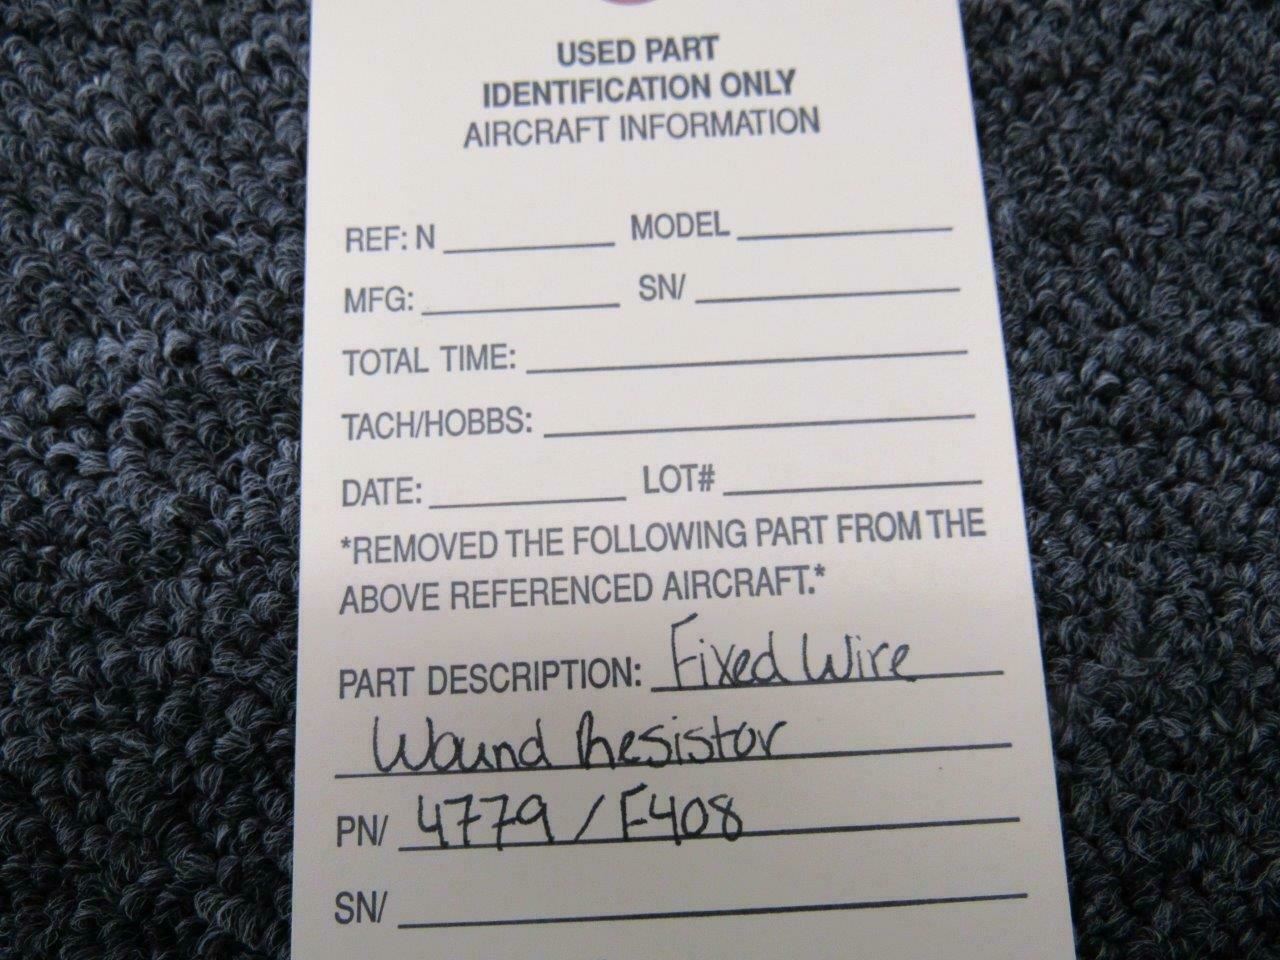 USED PART
IDENTIFICATION ONLY
AIRCRAFT INFORMATION
REF: N MODEL
MFG: SN/
TOTAL TIME:
TACH/HOBBS:
DATE: LOT#
*REMOVED THE FOLLOWING PART FROM THE
ABOVE REFERENCED AIRCRAFT.*
PART DESCRIPTION: Fixed Wire
Wound Resistor
PN/ 4779/F408
SN/